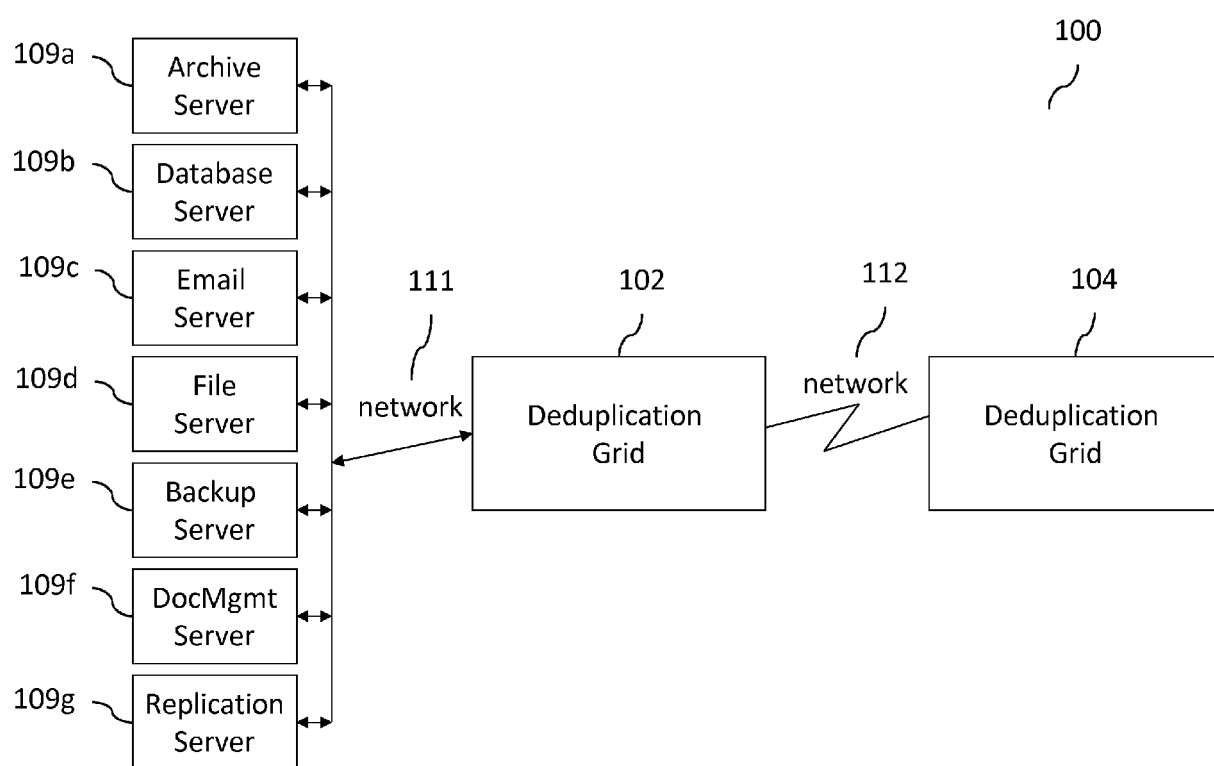 100
109a
Archive
Server
109b
Database
Server
109c
Email
Server
109d
File
Server
109e
Backup
Server
109f
DocMgmt
Server
109g
Replication
Server
111
network
102
Deduplication
Grid
112
network
104
Deduplication
Grid